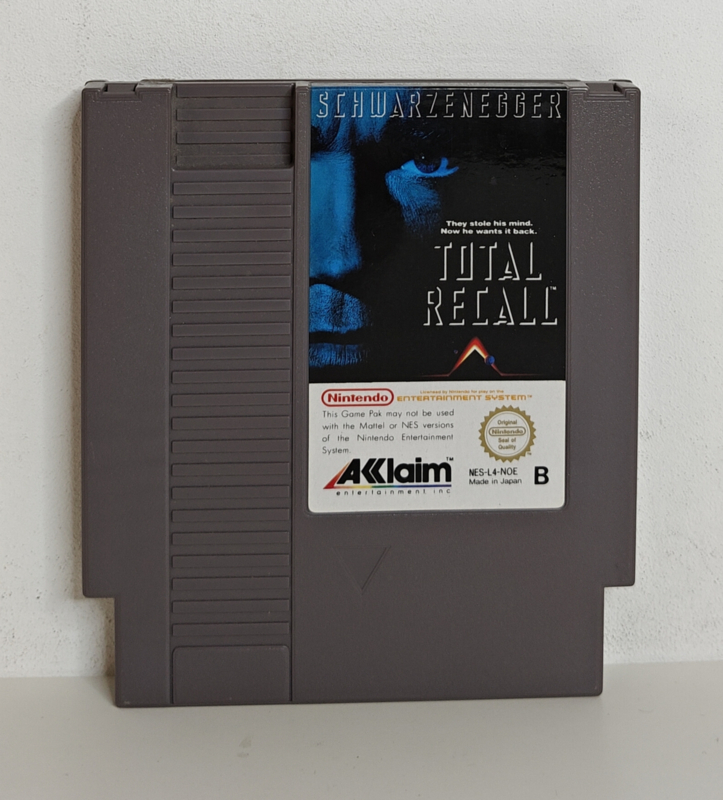 SCHWARZENEGGER
They stole his mind.
Now he wants it back.
TOTAL
RECALL™
Nintendo
Licensed by Nintendo for play on the
ENTERTAINMENT SYSTEM™
This Game Pak may not be used
with the Mattel or NES versions
of the Nintendo Entertainment
System.
Original
Nintendo
Seal of
Quality
AKKlaim™
entertainment inc
NES-L4-NOE
Made in Japan
B